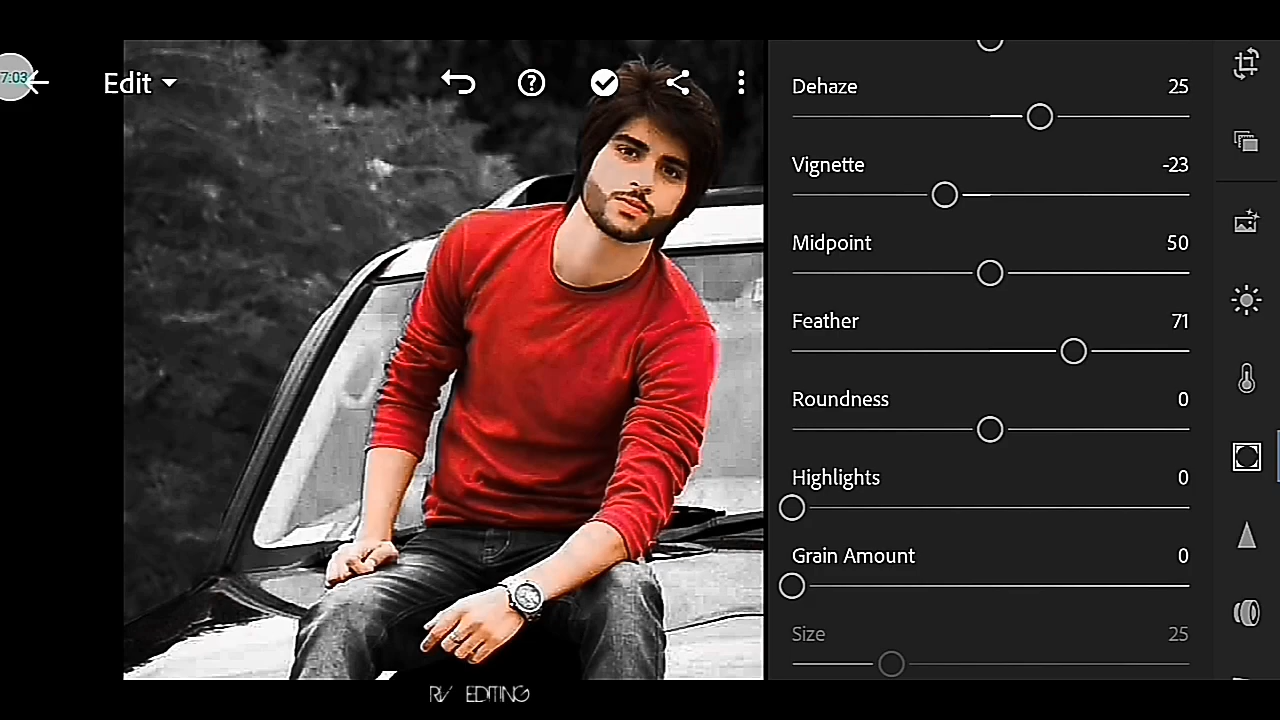 7:03
Edit
Dehaze 25
Vignette -23
Midpoint 50
Feather 71
Roundness 0
Highlights 0
Grain Amount 0
Size 25
RV EDITING